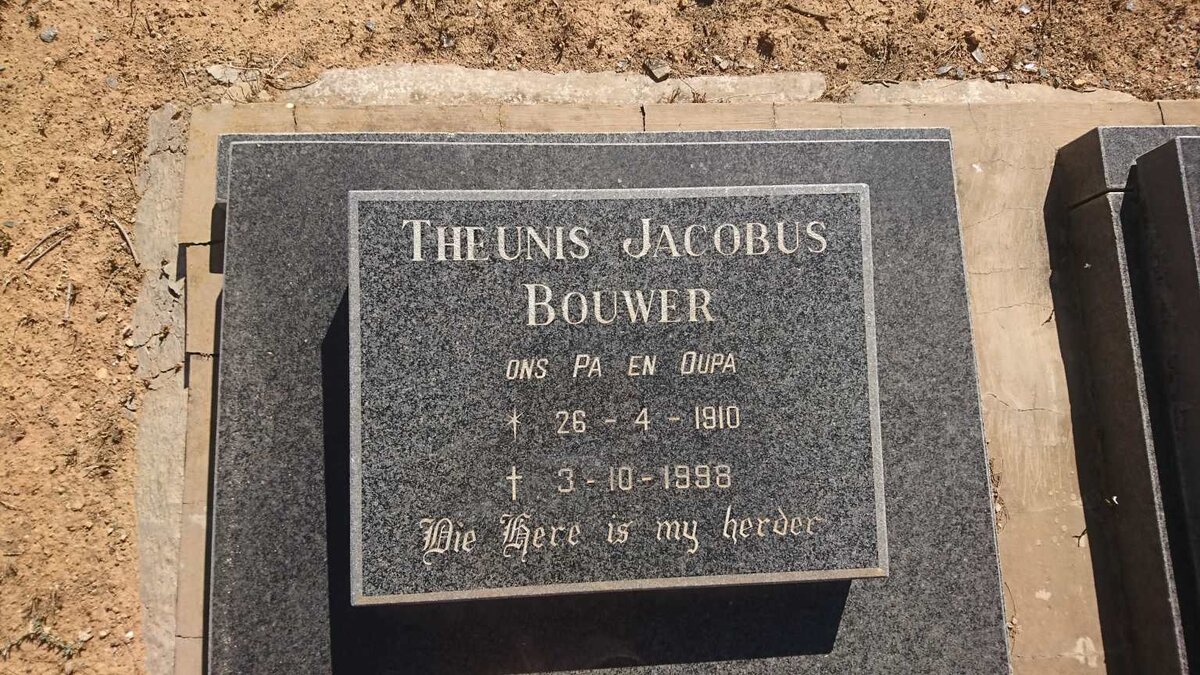 THEUNIS JACOBUS
BOUWER
ONS PA EN OUPA
* 26 - 4 - 1910
† 3 - 10 - 1998
Die Here is my herder